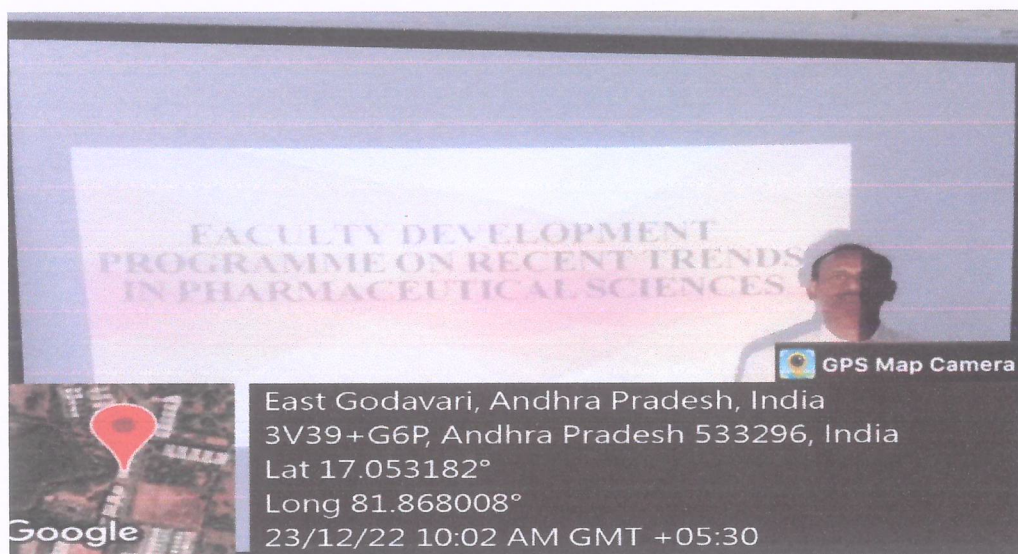 FACULTY DEVELOPMENT
PROGRAMME ON RECENT TRENDS
IN PHARMACEUTICAL SCIENCES
GPS Map Camera
East Godavari, Andhra Pradesh, India
3V39+G6P, Andhra Pradesh 533296, India
Lat 17.053182°
Long 81.868008°
23/12/22 10:02 AM GMT +05:30
Google